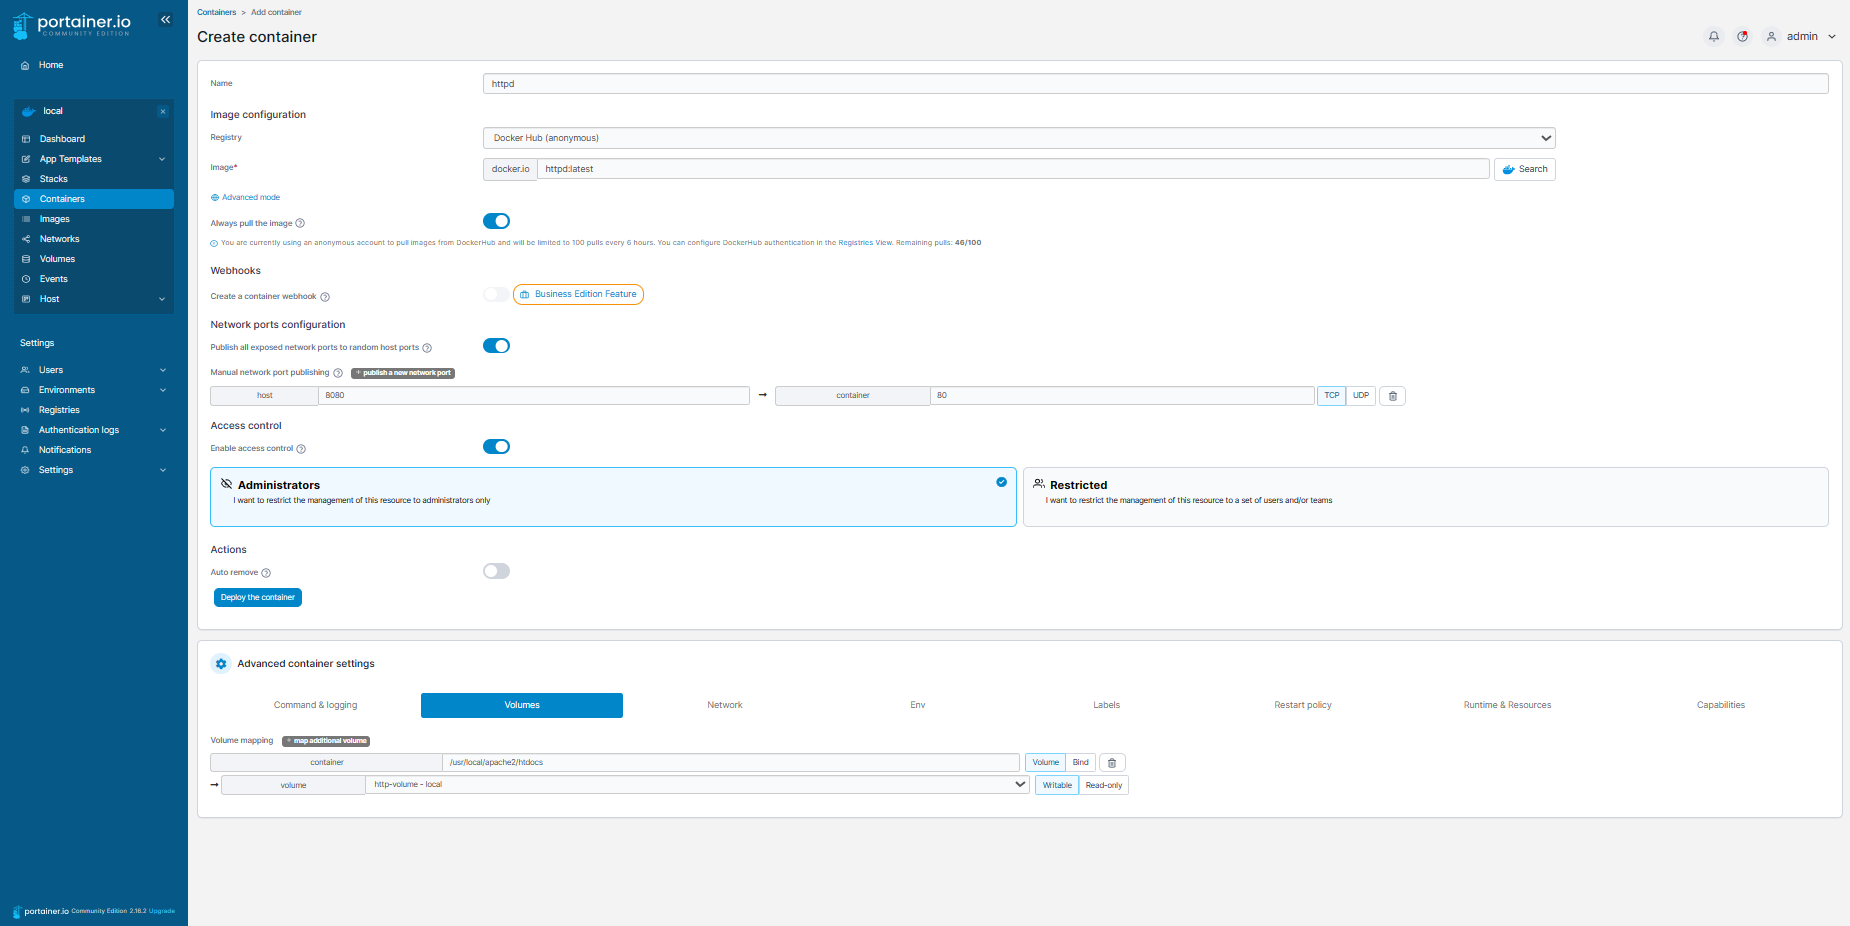 portainer.io
COMMUNITY EDITION
Home
local
Dashboard
App Templates
Stacks
Containers
Images
Networks
Volumes
Events
Host
Settings
Users
Environments
Registries
Authentication logs
Notifications
Settings
portainer.io Community Edition 2.16.2 Upgrade
Containers > Add container
Create container
admin
Name httpd
Image configuration
Registry Docker Hub (anonymous)
Image* docker.io httpd:latest Search
Advanced mode
Always pull the image
You are currently using an anonymous account to pull images from DockerHub and will be limited to 100 pulls every 6 hours. You can configure DockerHub authentication in the Registries View. Remaining pulls: 46/100
Webhooks
Create a container webhook Business Edition Feature
Network ports configuration
Publish all exposed network ports to random host ports
Manual network port publishing + publish a new network port
host 8080 → container 80 TCP UDP
Access control
Enable access control
Administrators
I want to restrict the management of this resource to administrators only
Restricted
I want to restrict the management of this resource to a set of users and/or teams
Actions
Auto remove
Deploy the container
Advanced container settings
Command & logging Volumes Network Env Labels Restart policy Runtime & Resources Capabilities
Volume mapping + map additional volume
container /usr/local/apache2/htdocs Volume Bind
→ volume http-volume - local Writable Read-only